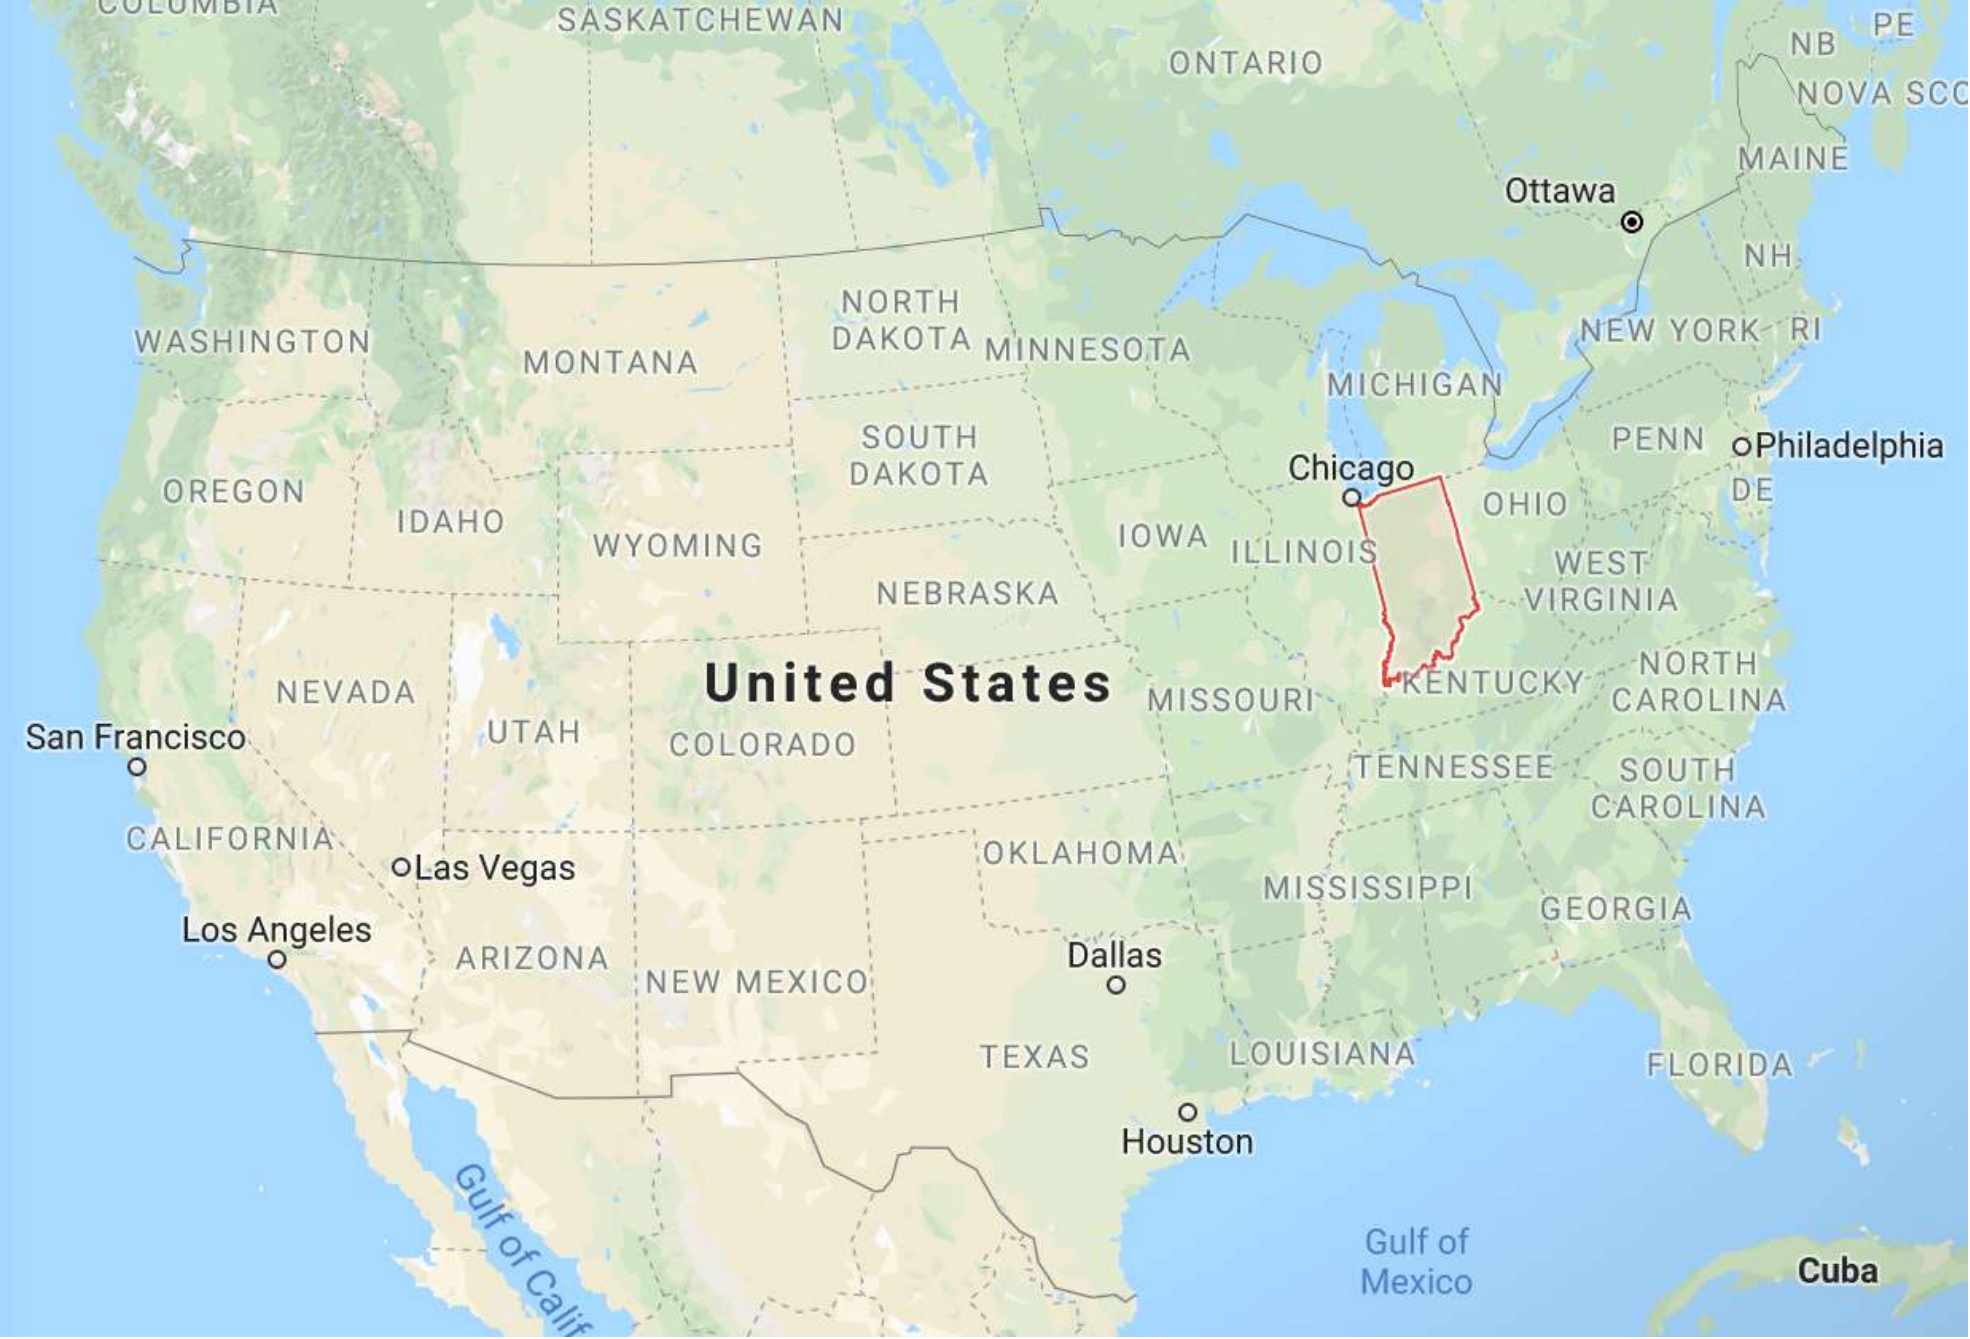 COLUMBIA
SASKATCHEWAN
ONTARIO
NB
PE
NOVA SCO
MAINE
Ottawa
NH
WASHINGTON
MONTANA
NORTH
DAKOTA
MINNESOTA
NEW YORK
RI
MICHIGAN
OREGON
IDAHO
SOUTH
DAKOTA
Chicago
PENN
Philadelphia
DE
OHIO
WYOMING
IOWA
ILLINOIS
WEST
VIRGINIA
NEBRASKA
NEVADA
UTAH
United States
COLORADO
MISSOURI
KENTUCKY
NORTH
CAROLINA
San Francisco
TENNESSEE
SOUTH
CAROLINA
CALIFORNIA
Las Vegas
OKLAHOMA
MISSISSIPPI
GEORGIA
Los Angeles
ARIZONA
NEW MEXICO
Dallas
TEXAS
LOUISIANA
FLORIDA
Houston
Gulf of Calif
Gulf of
Mexico
Cuba